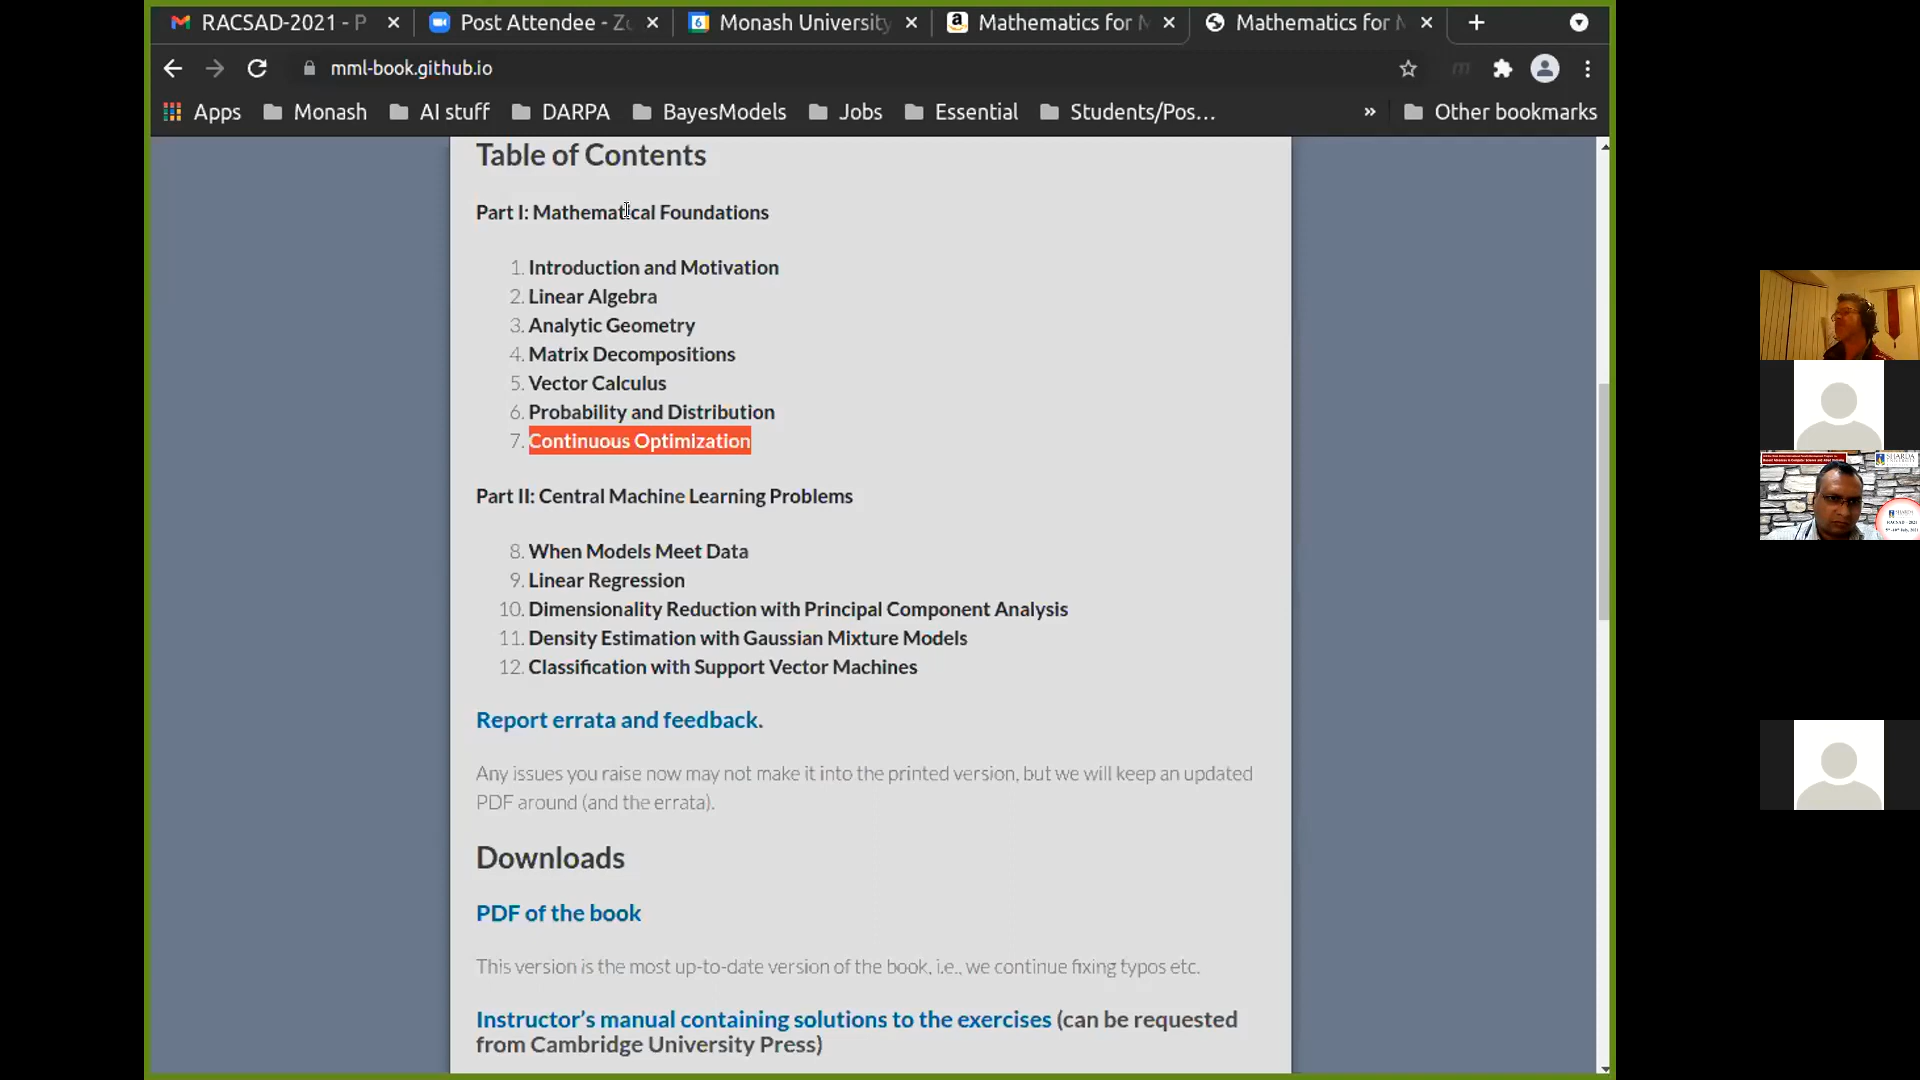 RACSAD-2021 - P
Post Attendee - Zo
Monash University
Mathematics for M
Mathematics for M
mml-book.github.io
Apps
Monash
AI stuff
DARPA
BayesModels
Jobs
Essential
Students/Pos...
»
Other bookmarks
Table of Contents
Part I: Mathematical Foundations
1. Introduction and Motivation
2. Linear Algebra
3. Analytic Geometry
4. Matrix Decompositions
5. Vector Calculus
6. Probability and Distribution
7. Continuous Optimization
Part II: Central Machine Learning Problems
8. When Models Meet Data
9. Linear Regression
10. Dimensionality Reduction with Principal Component Analysis
11. Density Estimation with Gaussian Mixture Models
12. Classification with Support Vector Machines
Report errata and feedback.
Any issues you raise now may not make it into the printed version, but we will keep an updated
PDF around (and the errata).
Downloads
PDF of the book
This version is the most up-to-date version of the book, i.e., we continue fixing typos etc.
Instructor's manual containing solutions to the exercises (can be requested
from Cambridge University Press)
SHARDA